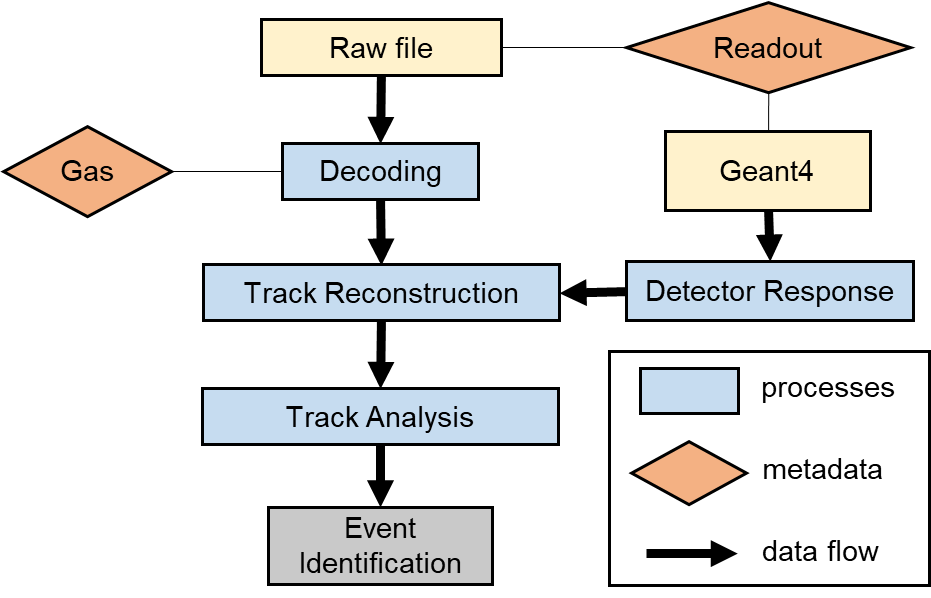 Raw file
Readout
Gas
Decoding
Geant4
Track Reconstruction
Detector Response
Track Analysis
Event
Identification
processes
metadata
data flow